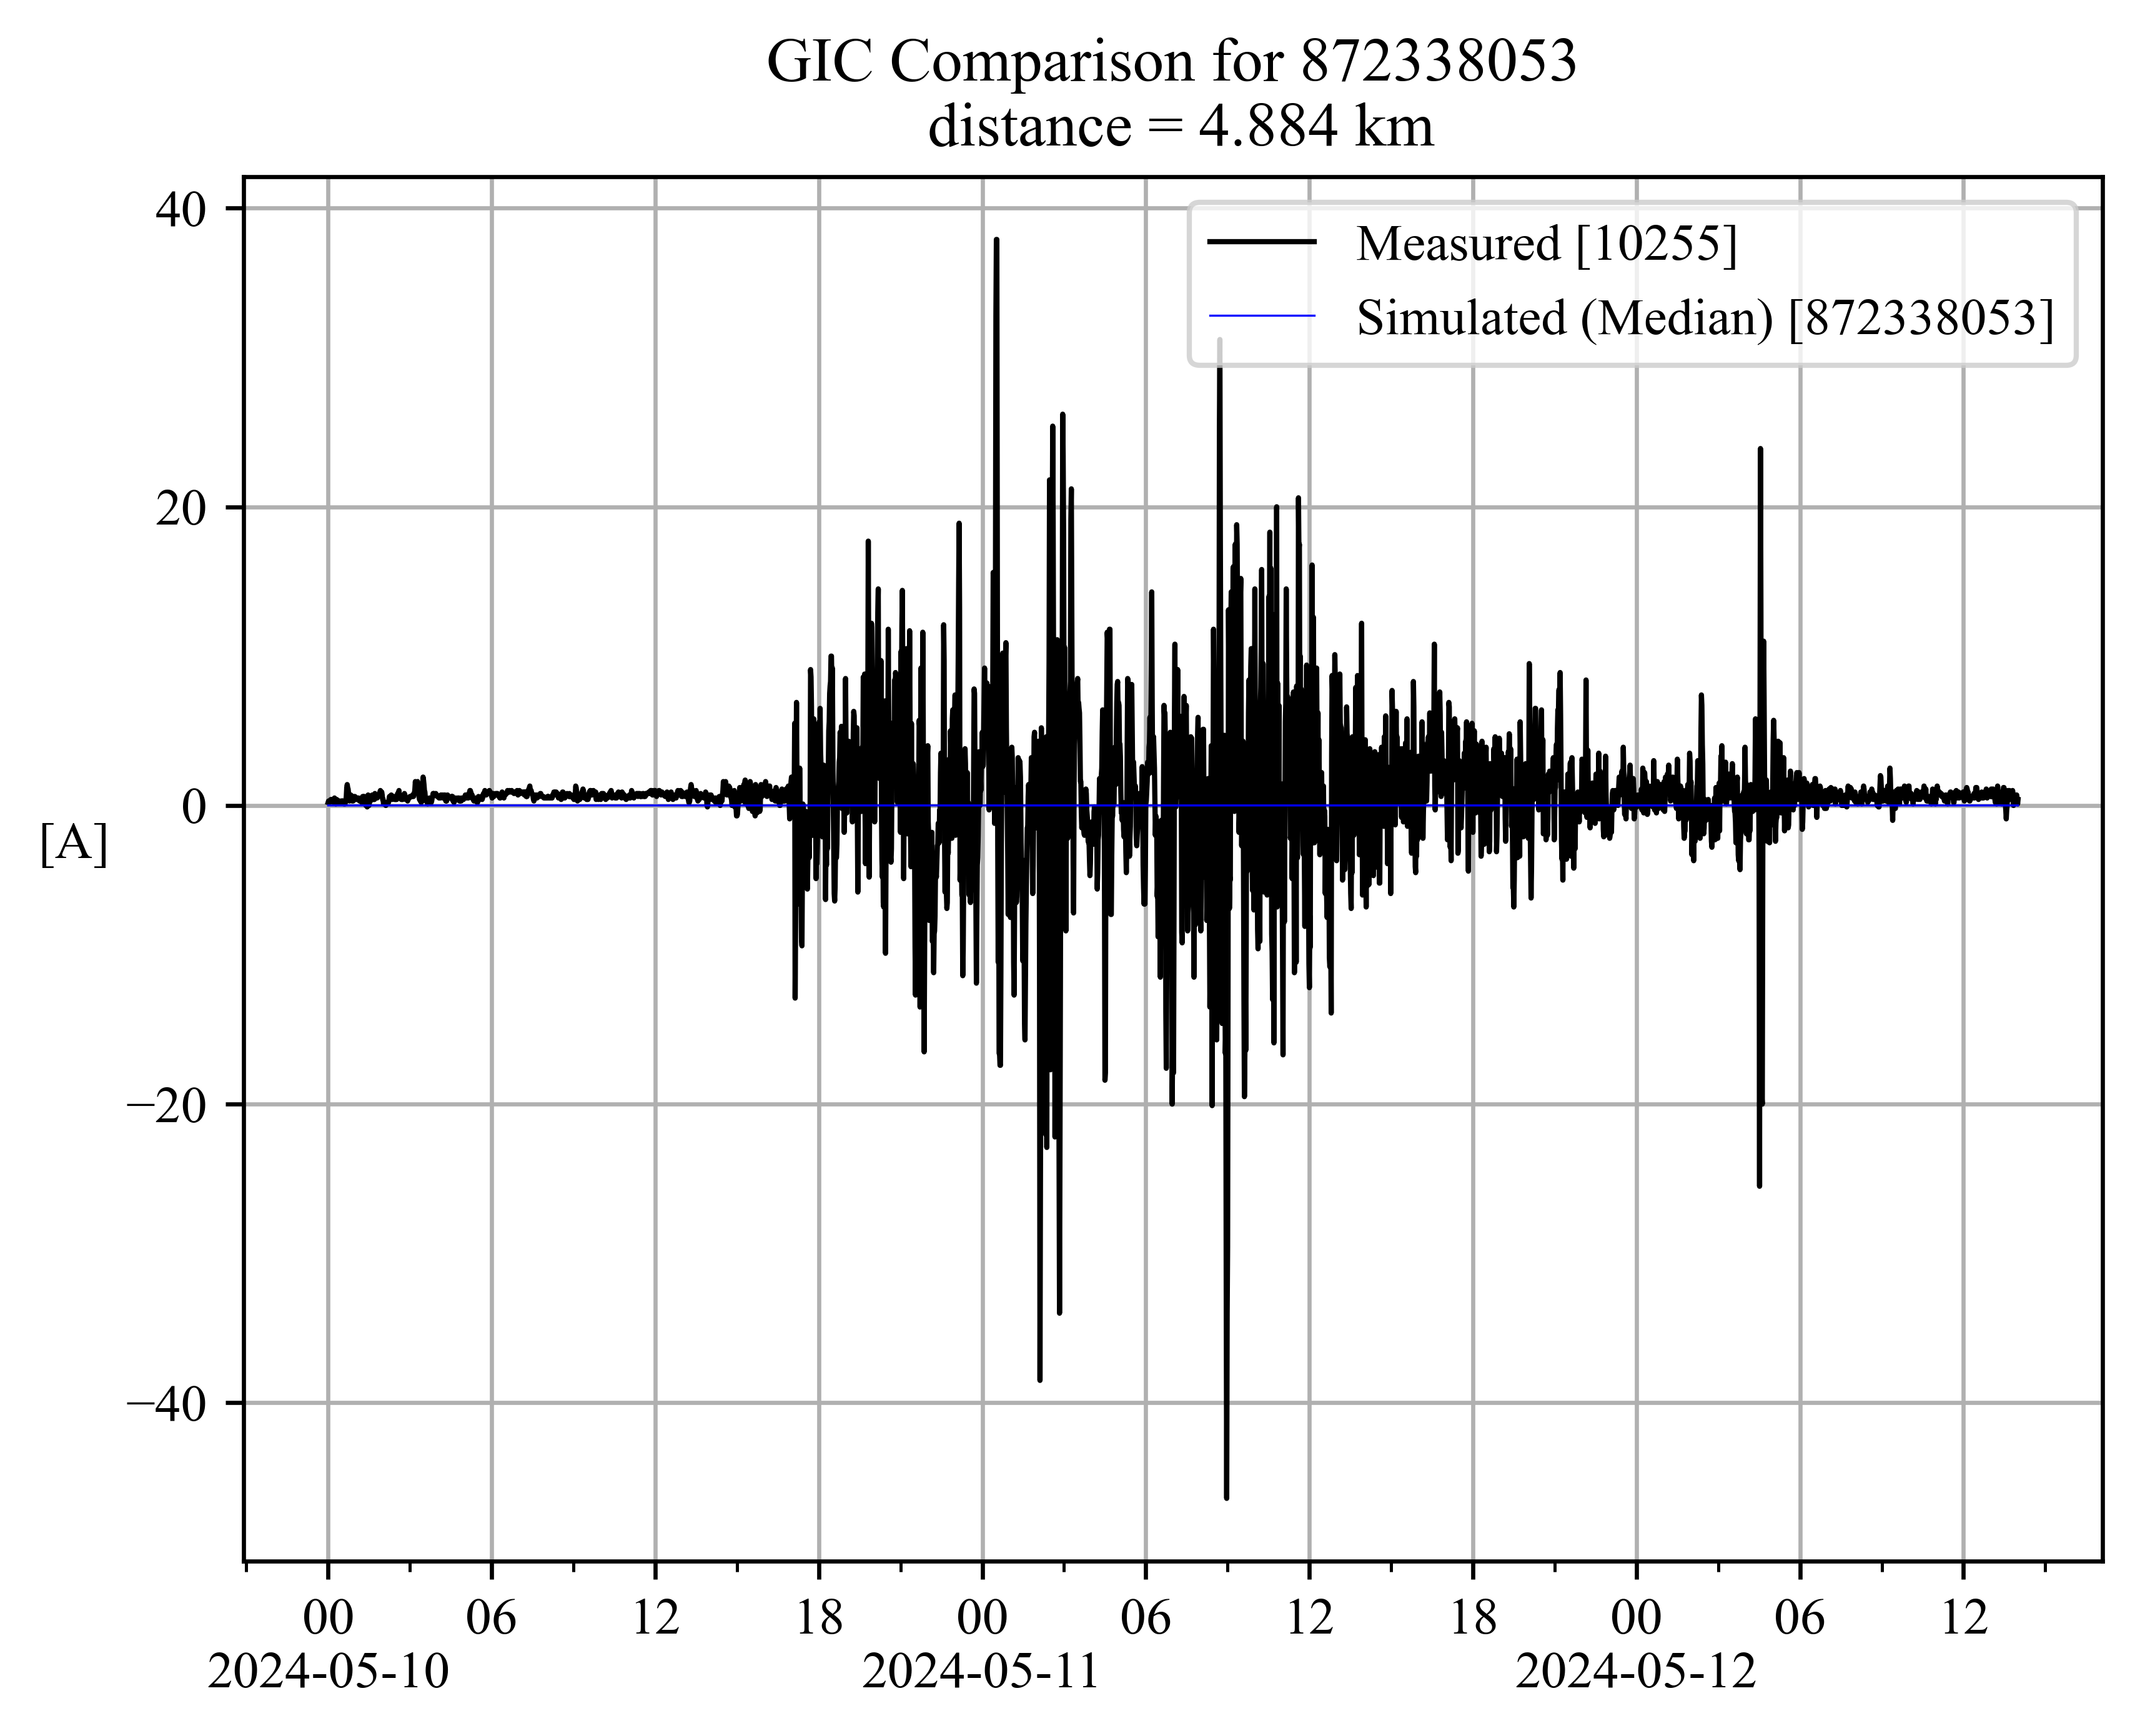 GIC Comparison for 872338053
distance = 4.884 km
Measured [10255]
Simulated (Median) [872338053]
40
20
0
−20
−40
[A]
00 06 12 18 00 06 12 18 00 06 12
2024-05-10 2024-05-11 2024-05-12